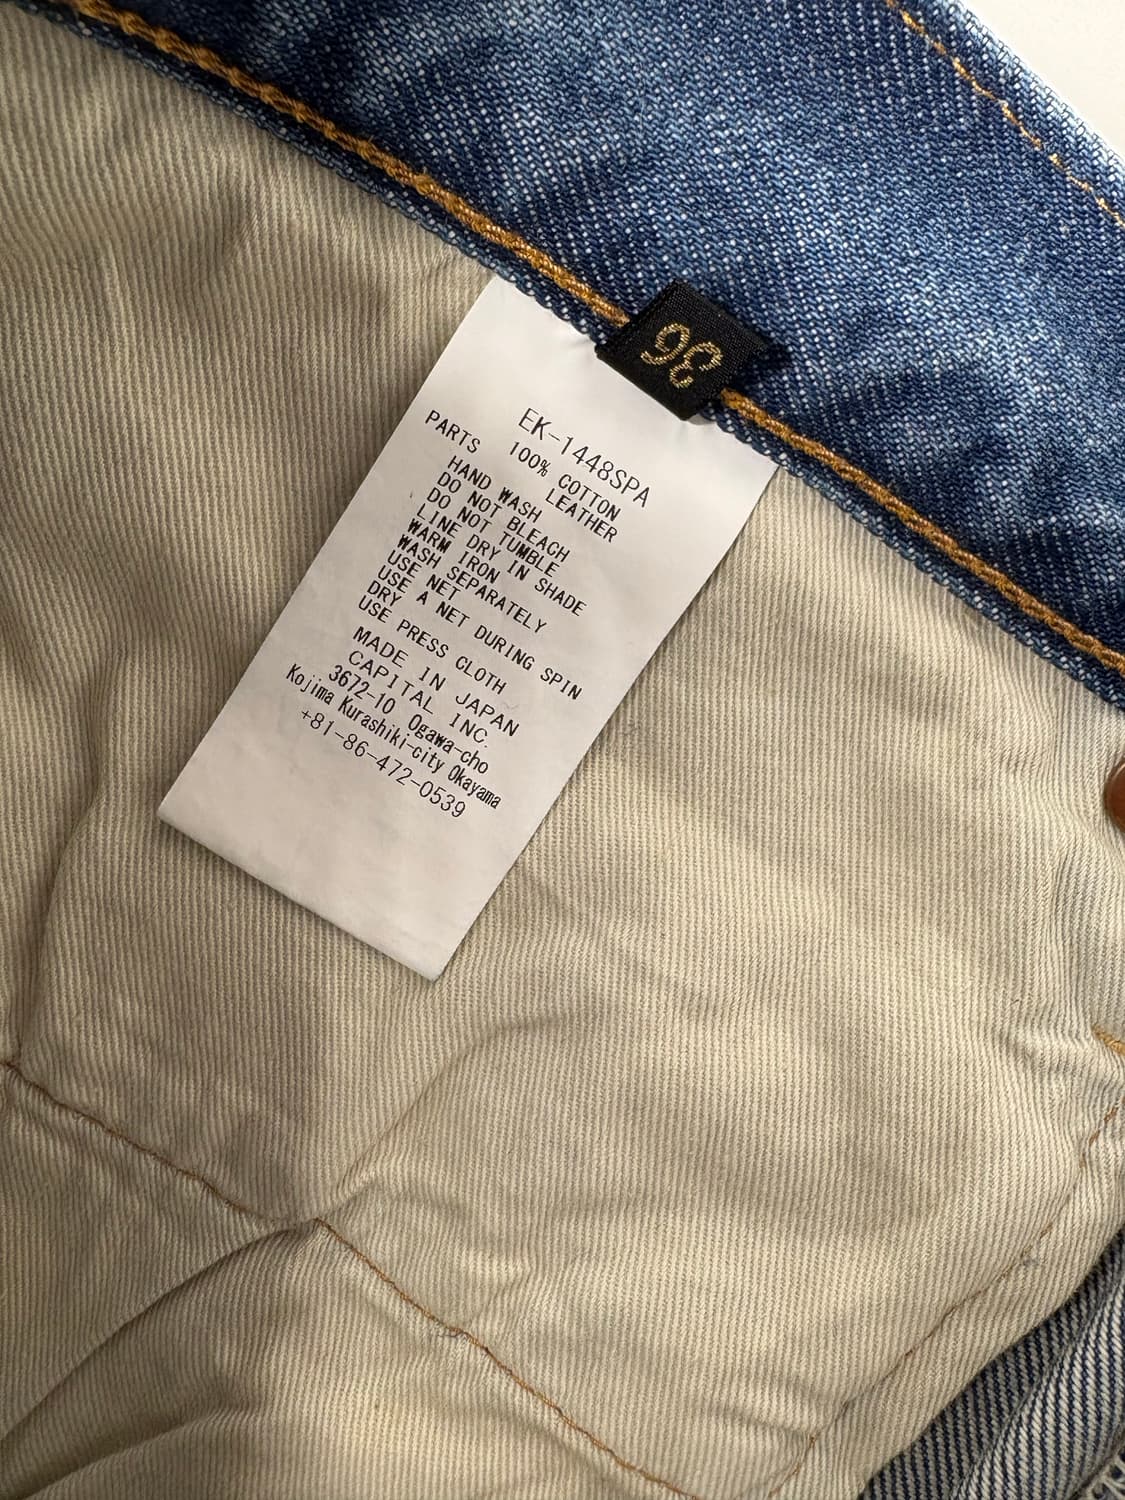 36
EK-1448SPA
100% COTTON
PARTS LEATHER
HAND WASH
DO NOT BLEACH
DO NOT TUMBLE
LINE DRY IN SHADE
WARM IRON
WASH SEPARATELY
USE NET
USE A NET DURING SPIN
DRY
USE PRESS CLOTH
MADE IN JAPAN
CAPITAL INC.
3672-10 Ogawa-cho
Kojima Kurashiki-city Okayama
+81-86-472-0539